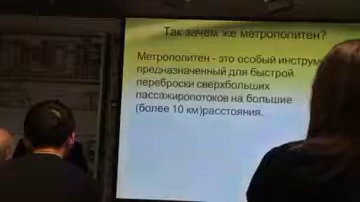 Так зачем же метрополитен?
Метрополитен - это особый
предназначенный для быстрой
переброски сверхбольших
пассажиропотоков на большие
(более 10 км)расстояния.